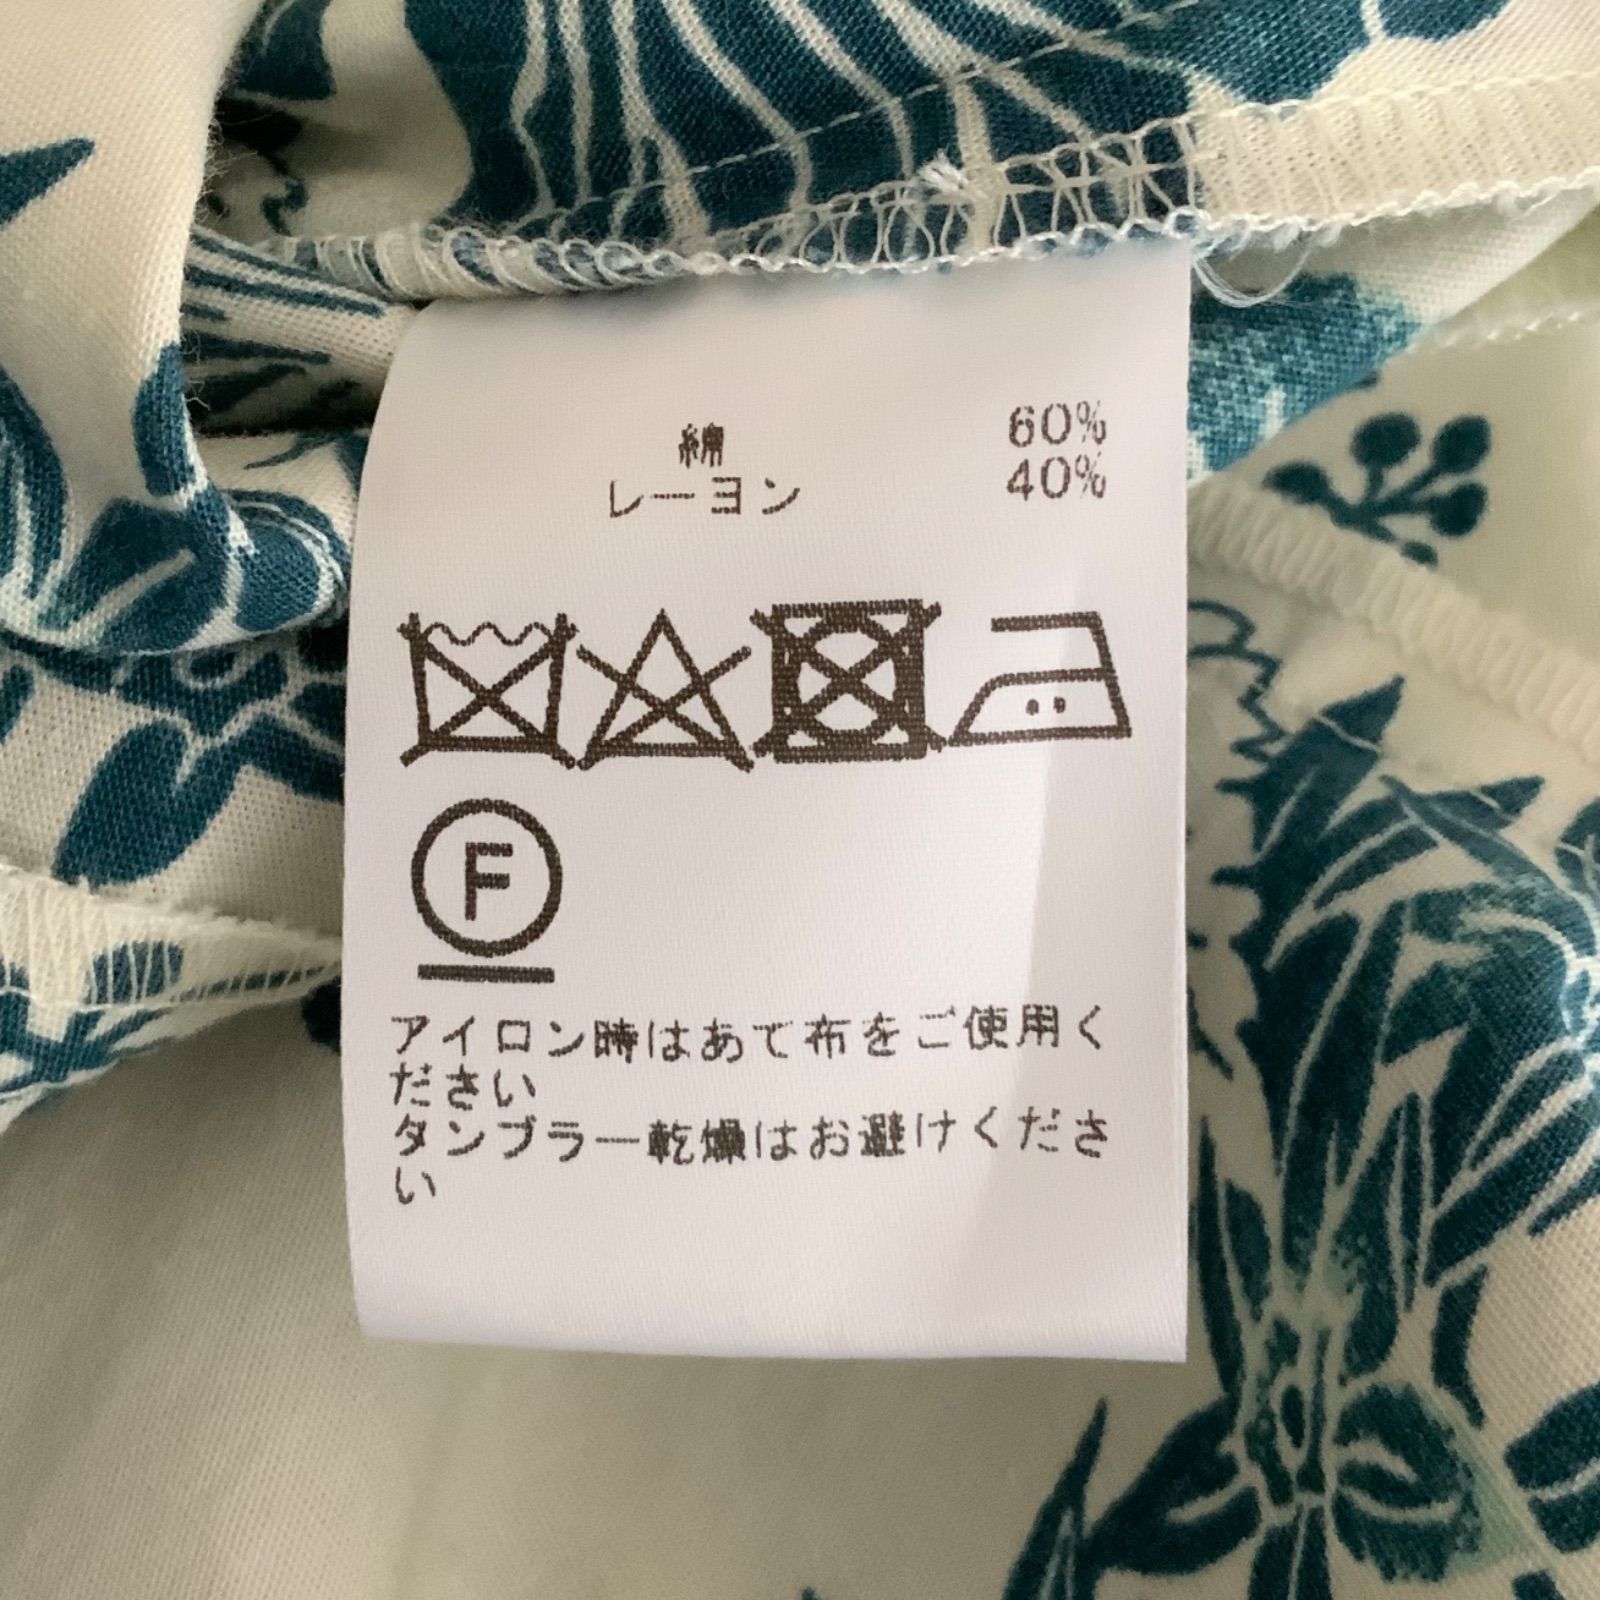 綿 60%
レーヨン 40%
F
アイロン時はあて布をご使用く
ださい
タンブラー乾燥はお避けくださ
い